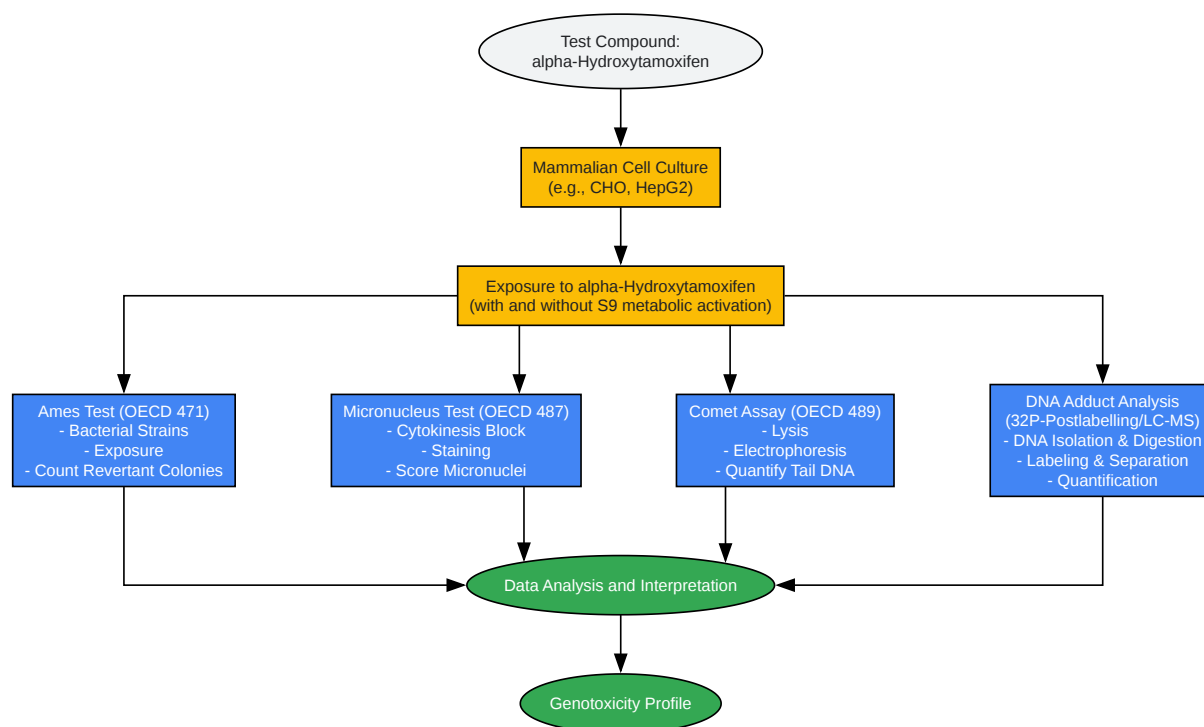 Test Compound:
alpha-Hydroxytamoxifen
Mammalian Cell Culture
(e.g., CHO, HepG2)
Exposure to alpha-Hydroxytamoxifen
(with and without S9 metabolic activation)
Ames Test (OECD 471)
- Bacterial Strains
- Exposure
- Count Revertant Colonies
Micronucleus Test (OECD 487)
- Cytokinesis Block
- Staining
- Score Micronuclei
Comet Assay (OECD 489)
- Lysis
- Electrophoresis
- Quantify Tail DNA
DNA Adduct Analysis
(32P-Postlabelling/LC-MS)
- DNA Isolation & Digestion
- Labeling & Separation
- Quantification
Data Analysis and Interpretation
Genotoxicity Profile